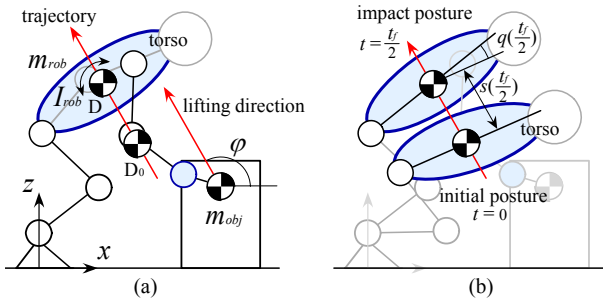 trajectory
torso
m_rob
I_rob
D
lifting direction
D_0
φ
m_obj
z
x
(a)
impact posture
t = t_f/2
q(t_f/2)
s(t_f/2)
torso
initial posture
t = 0
(b)